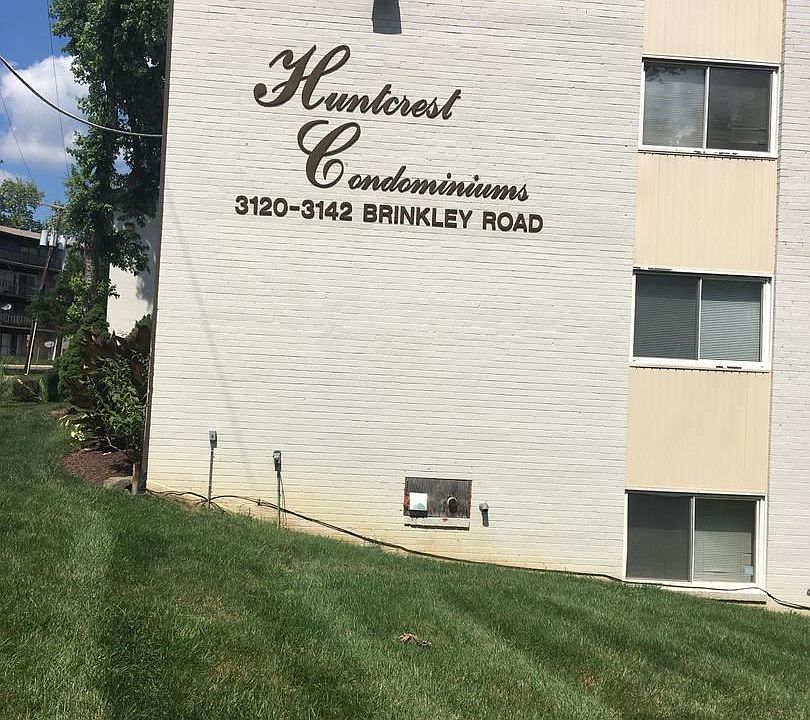 Huntcrest
Condominiums
3120-3142 BRINKLEY ROAD